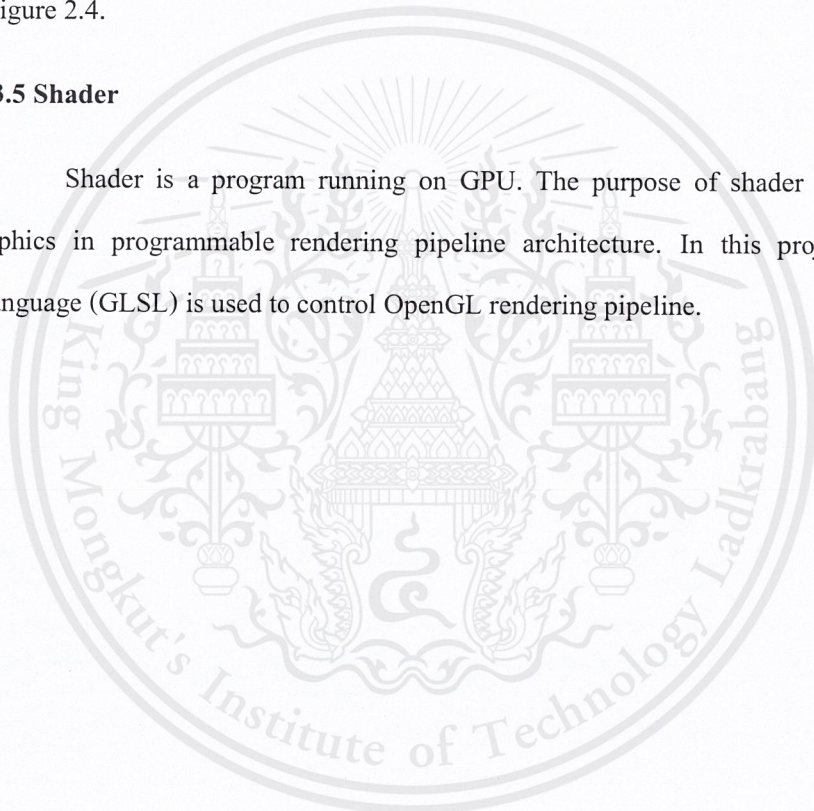 igure 2.4.
3.5 Shader
Shader is a program running on GPU. The purpose of shader
phics in programmable rendering pipeline architecture. In this pro
nguage (GLSL) is used to control OpenGL rendering pipeline.
King Mongkut's Institute of Technology Ladkrabang